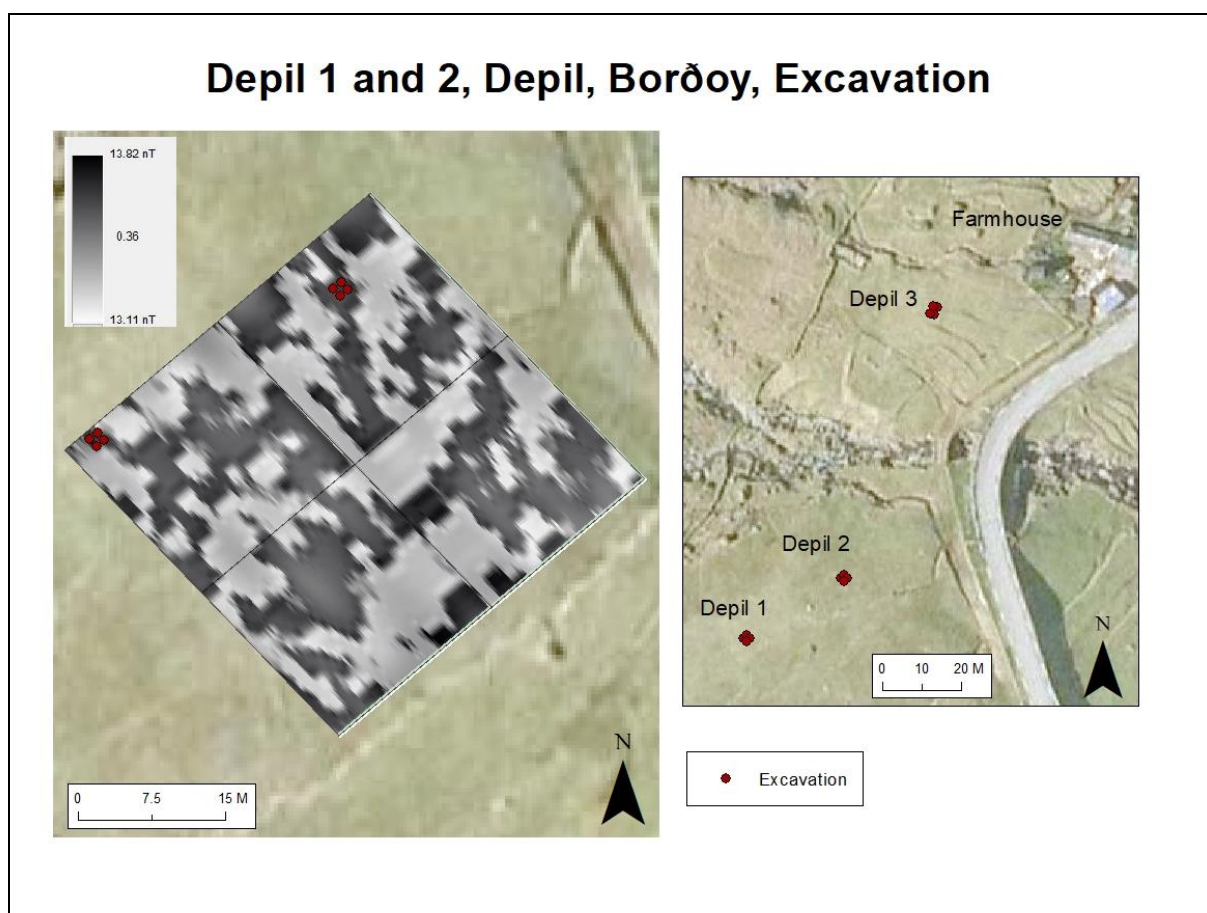 Depil 1 and 2, Depil, Borðoy, Excavation
13.82 nT
0.36
13.11 nT
N
0 7.5 15 M
Farmhouse
Depil 3
Depil 2
Depil 1
N
0 10 20 M
Excavation